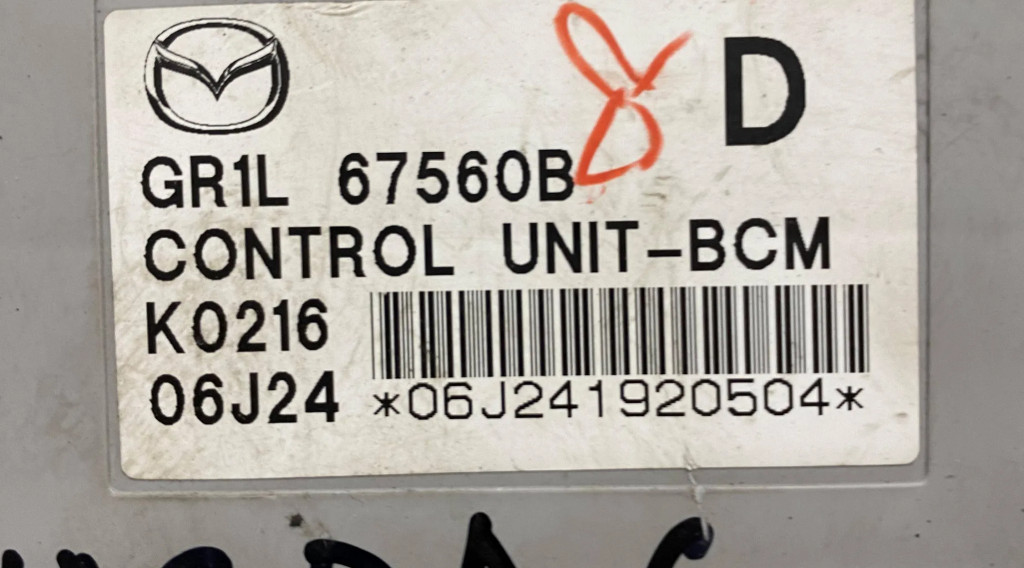 D
GR1L 67560B
CONTROL UNIT-BCM
K0216
06J24 *06J241920504*